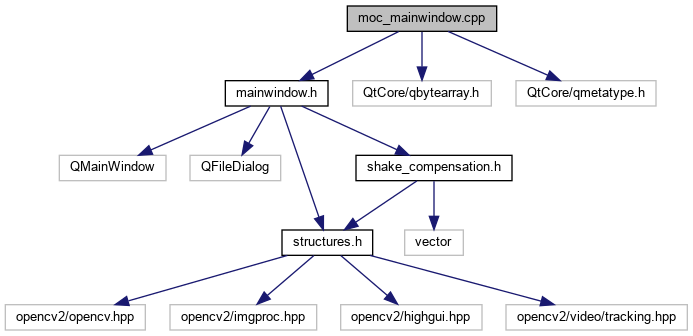 moc_mainwindow.cpp
mainwindow.h
QtCore/qbytearray.h
QtCore/qmetatype.h
QMainWindow
QFileDialog
shake_compensation.h
structures.h
vector
opencv2/opencv.hpp
opencv2/imgproc.hpp
opencv2/highgui.hpp
opencv2/video/tracking.hpp